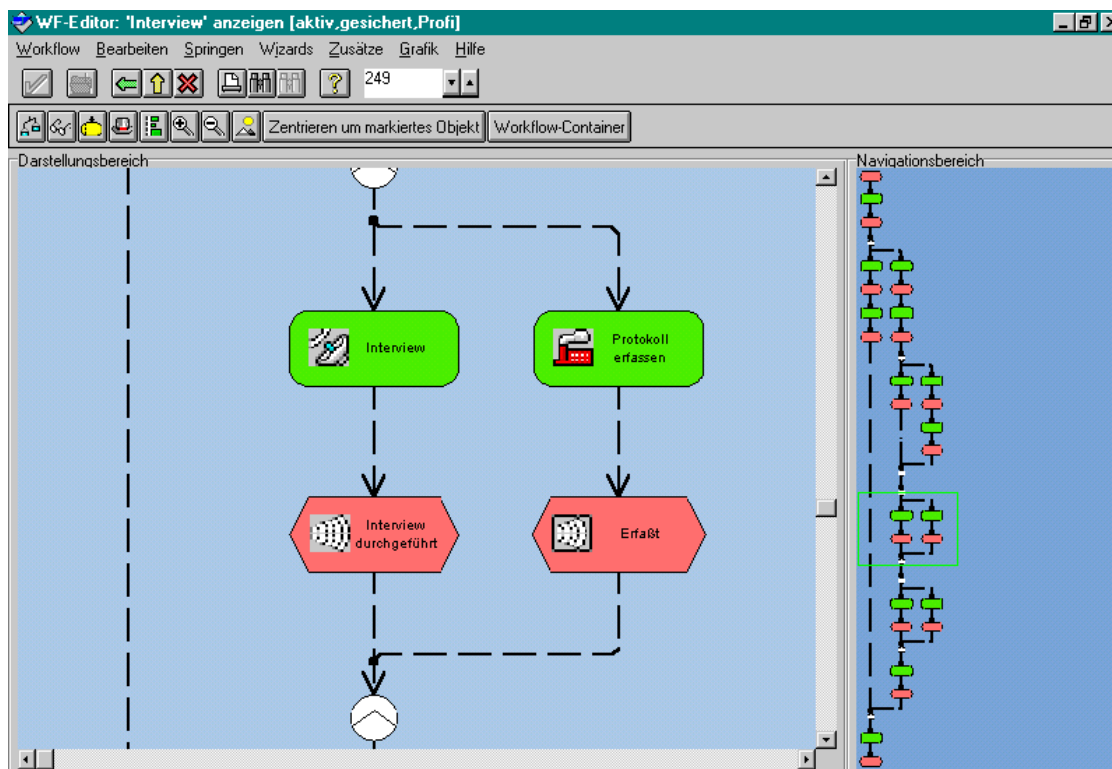 WF-Editor: 'Interview' anzeigen [aktiv,gesichert,Profi]
Workflow Bearbeiten Springen Wizards Zusätze Grafik Hilfe
249
Zentrieren um markiertes Objekt Workflow-Container
Darstellungsbereich
Navigationsbereich
Interview
Protokoll
erfassen
Interview
durchgeführt
Erfaßt